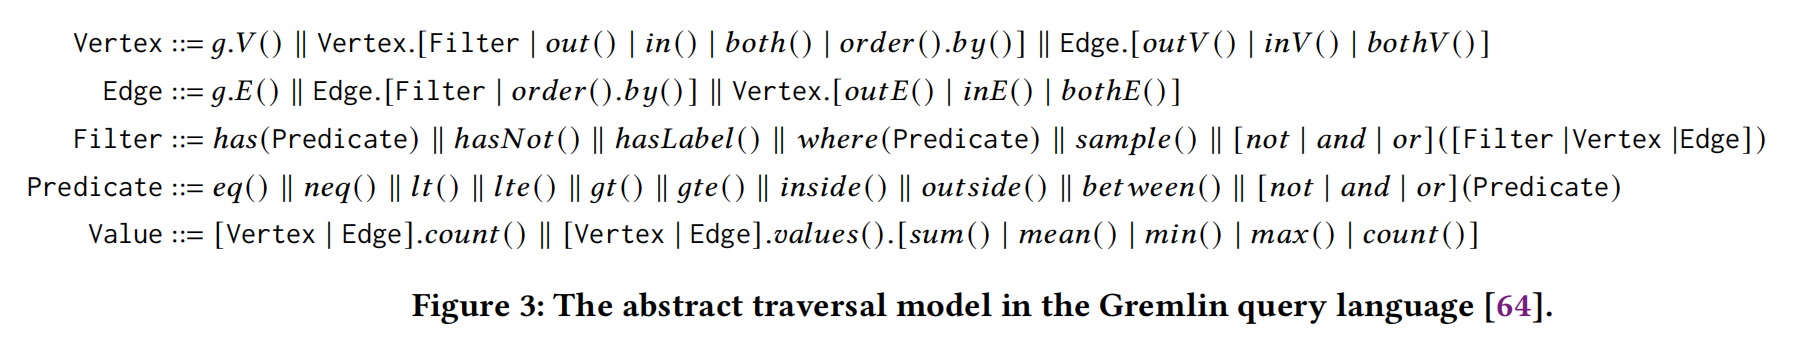 Vertex ::= g.V() ∥ Vertex.[Filter | out() | in() | both() | order().by()] ∥ Edge.[outV() | inV() | bothV()]
Edge ::= g.E() ∥ Edge.[Filter | order().by()] ∥ Vertex.[outE() | inE() | bothE()]
Filter ::= has(Predicate) ∥ hasNot() ∥ hasLabel() ∥ where(Predicate) ∥ sample() ∥ [not | and | or]([Filter |Vertex |Edge])
Predicate ::= eq() ∥ neq() ∥ lt() ∥ lte() ∥ gt() ∥ gte() ∥ inside() ∥ outside() ∥ between() ∥ [not | and | or](Predicate)
Value ::= [Vertex | Edge].count() ∥ [Vertex | Edge].values().[sum() | mean() | min() | max() | count()]
Figure 3: The abstract traversal model in the Gremlin query language [64].